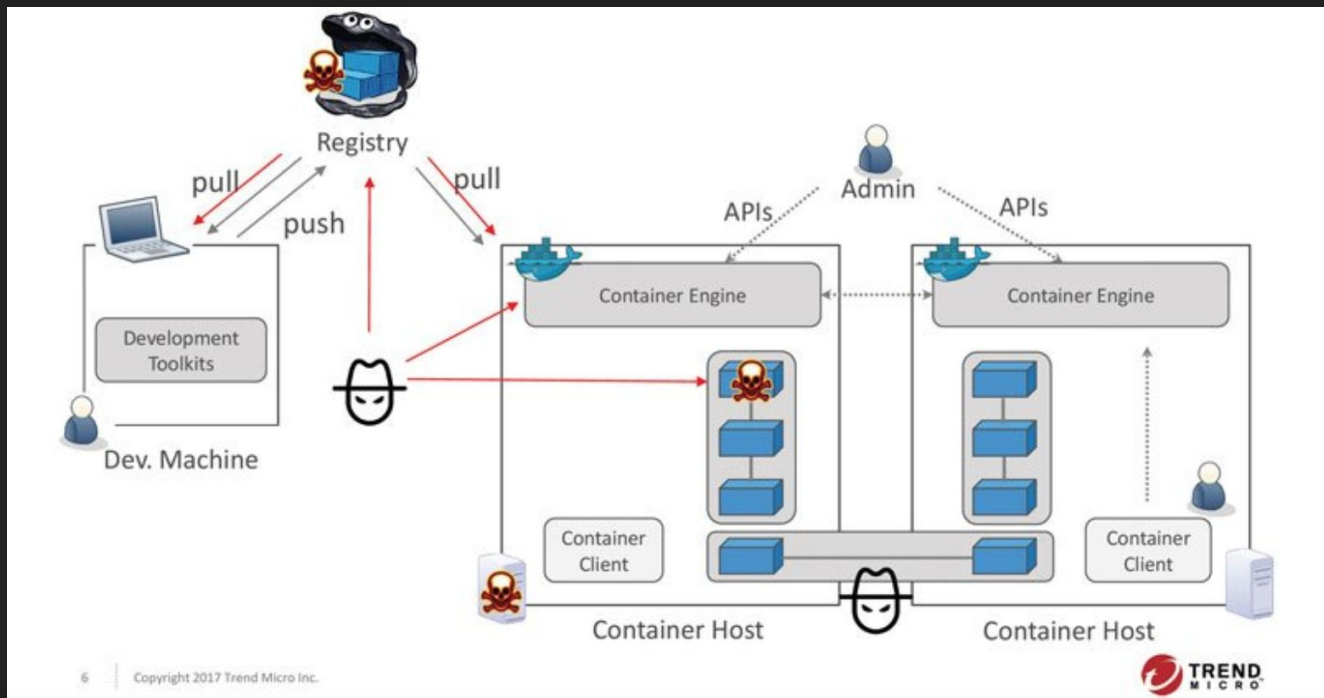 Registry
pull
push
pull
Admin
APIs
APIs
Container Engine
Container Engine
Development
Toolkits
Dev. Machine
Container
Client
Container
Client
Container Host
Container Host
6
Copyright 2017 Trend Micro Inc.
TREND
MICRO